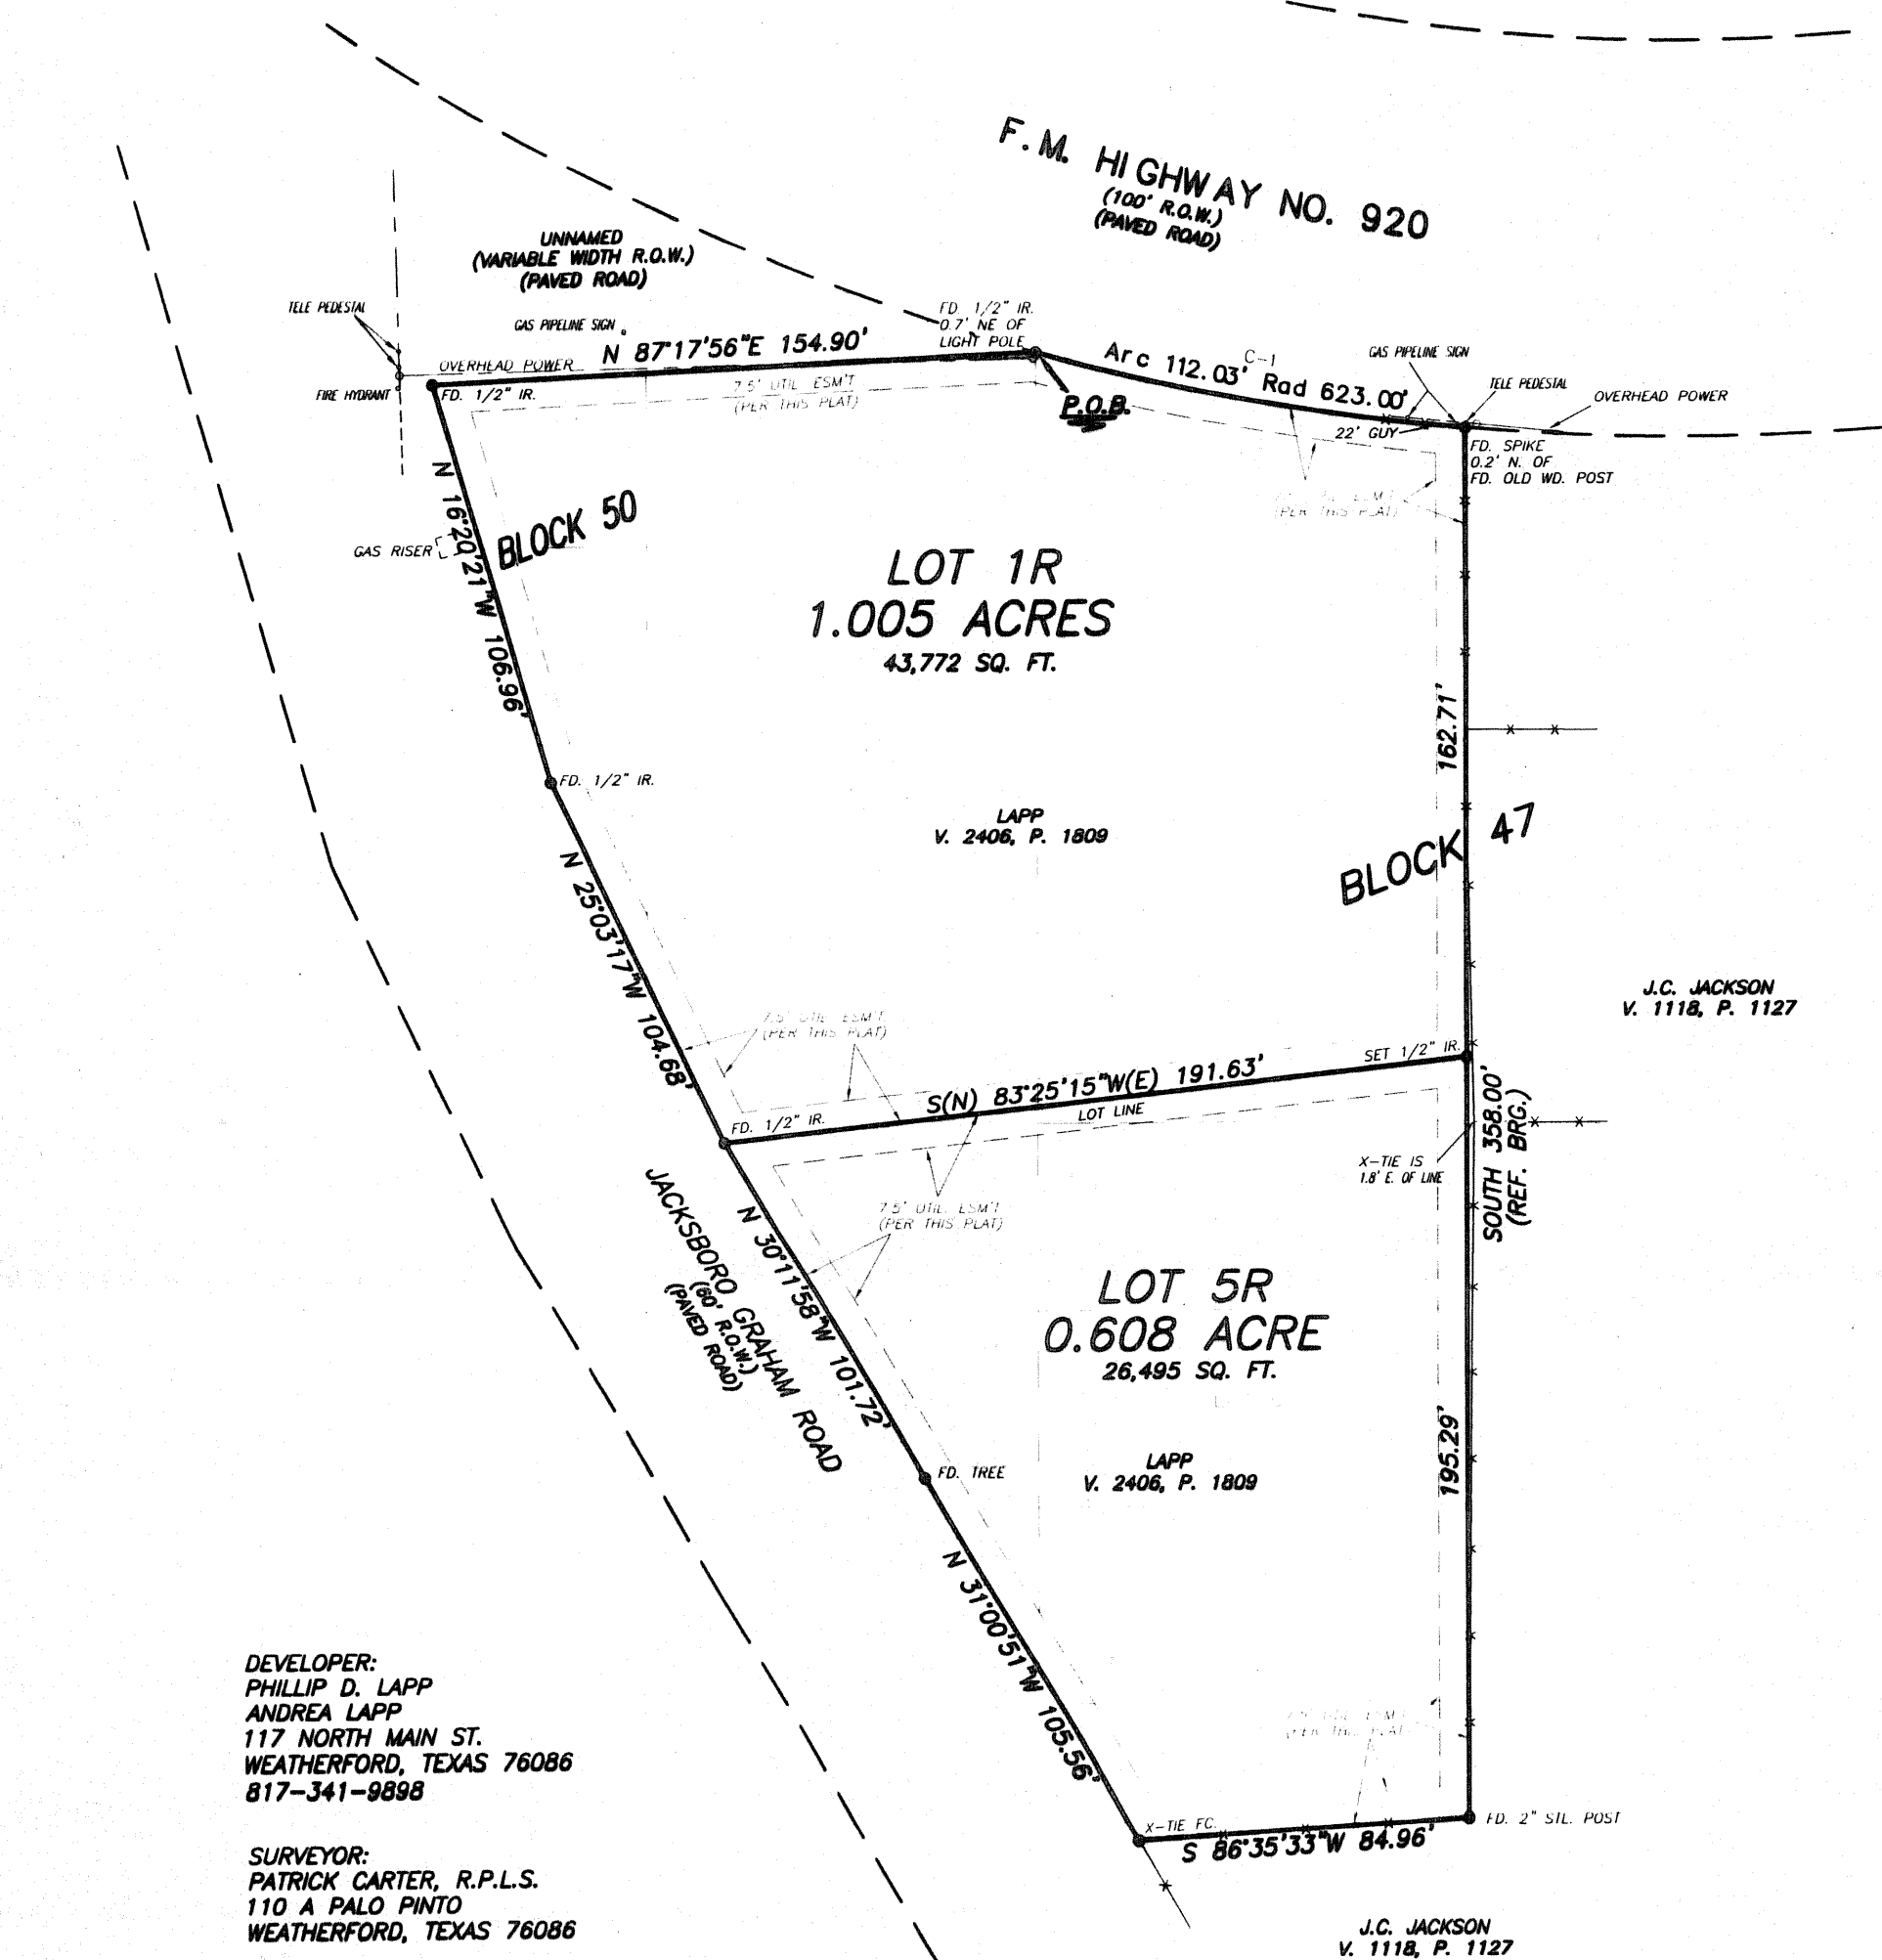 F.M. HIGHWAY NO. 920
(100' R.O.W.)
(PAVED ROAD)
UNNAMED
(VARIABLE WIDTH R.O.W.)
(PAVED ROAD)
TELE PEDESTAL
GAS PIPELINE SIGN
FD. 1/2" IR.
0.7' NE OF
LIGHT POLE
N 87°17'56"E 154.90'
OVERHEAD POWER
FIRE HYDRANT
FD. 1/2" IR.
7.5' UTIL. ESM'T
(PER THIS PLAT)
P.O.B.
C-1
Arc 112.03' Rad 623.00'
GAS PIPELINE SIGN
TELE PEDESTAL
OVERHEAD POWER
22' GUY
FD. SPIKE
0.2' N. OF
FD. OLD WD. POST
ESM'T
(PER THIS PLAT)
N 16°20'21"W 106.96'
GAS RISER
BLOCK 50
LOT 1R
1.005 ACRES
43,772 SQ. FT.
162.71'
FD. 1/2" IR.
LAPP
V. 2406, P. 1809
BLOCK 47
N 25°03'17"W 104.68'
J.C. JACKSON
V. 1118, P. 1127
7.5' UTIL. ESM'T
(PER THIS PLAT)
SET 1/2" IR.
S(N) 83°25'15"W(E) 191.63'
LOT LINE
FD. 1/2" IR.
SOUTH 358.00'
(REF. BRG.)
X-TIE IS
1.8' E. OF LINE
7.5' UTIL. ESM'T
(PER THIS PLAT)
JACKSBORO GRAHAM ROAD
(60' R.O.W.)
(PAVED ROAD)
N 30°11'58"W 101.72'
LOT 5R
0.608 ACRE
26,495 SQ. FT.
195.29'
FD. TREE
LAPP
V. 2406, P. 1809
N 31°00'51"W 105.56'
7.5' UTIL. ESM'T
(PER THIS PLAT
X-TIE FC.
FD. 2" STL. POST
S 86°35'33"W 84.96'
J.C. JACKSON
V. 1118, P. 1127
DEVELOPER:
PHILLIP D. LAPP
ANDREA LAPP
117 NORTH MAIN ST.
WEATHERFORD, TEXAS 76086
817-341-9898
SURVEYOR:
PATRICK CARTER, R.P.L.S.
110 A PALO PINTO
WEATHERFORD, TEXAS 76086